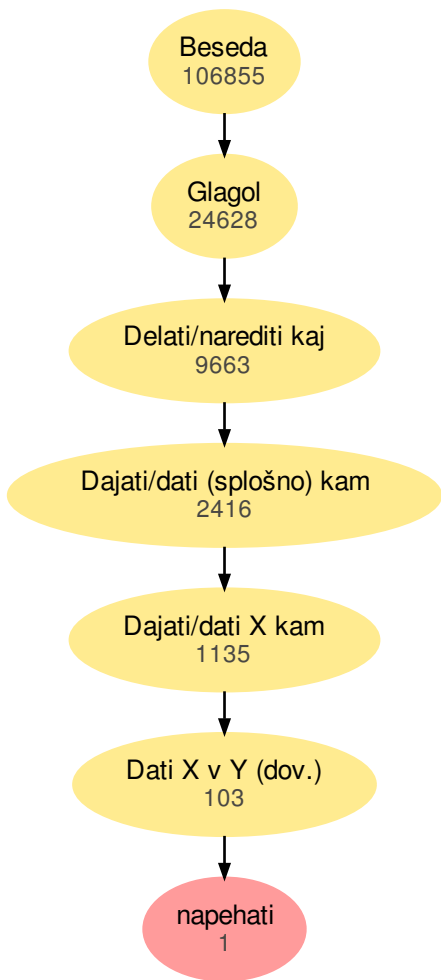 Beseda
106855
Glagol
24628
Delati/narediti kaj
9663
Dajati/dati (splošno) kam
2416
Dajati/dati X kam
1135
Dati X v Y (dov.)
103
napehati
1